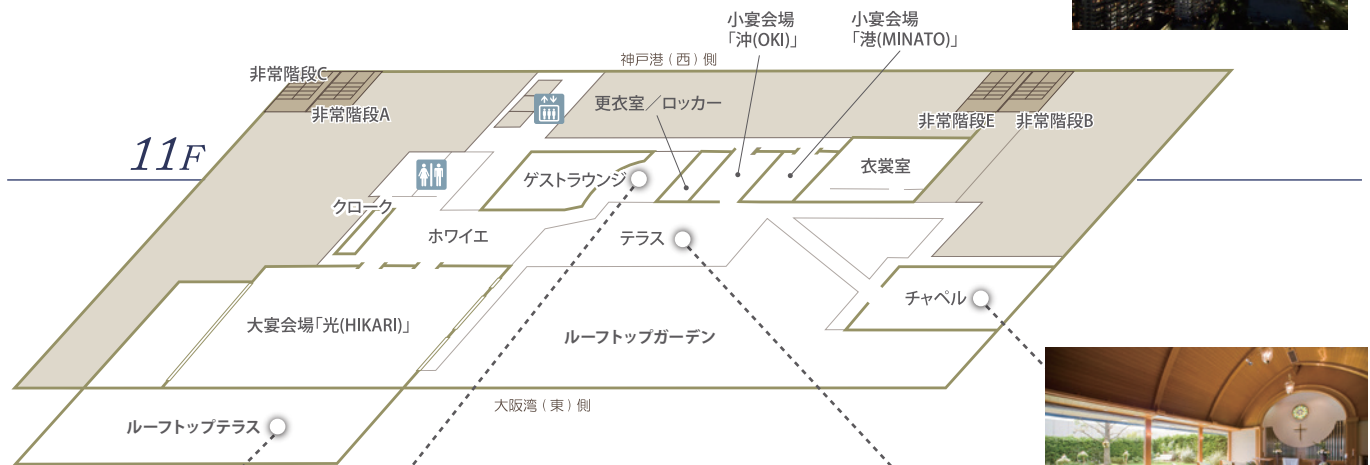 小宴会場
「沖(OKI)」
小宴会場
「港(MINATO)」
神戸港（西）側
非常階段C
非常階段A
更衣室／ロッカー
非常階段E
非常階段B
11F
衣裳室
ゲストラウンジ
クローク
ホワイエ
テラス
チャペル
大宴会場「光(HIKARI)」
ルーフトップガーデン
大阪湾（東）側
ルーフトップテラス